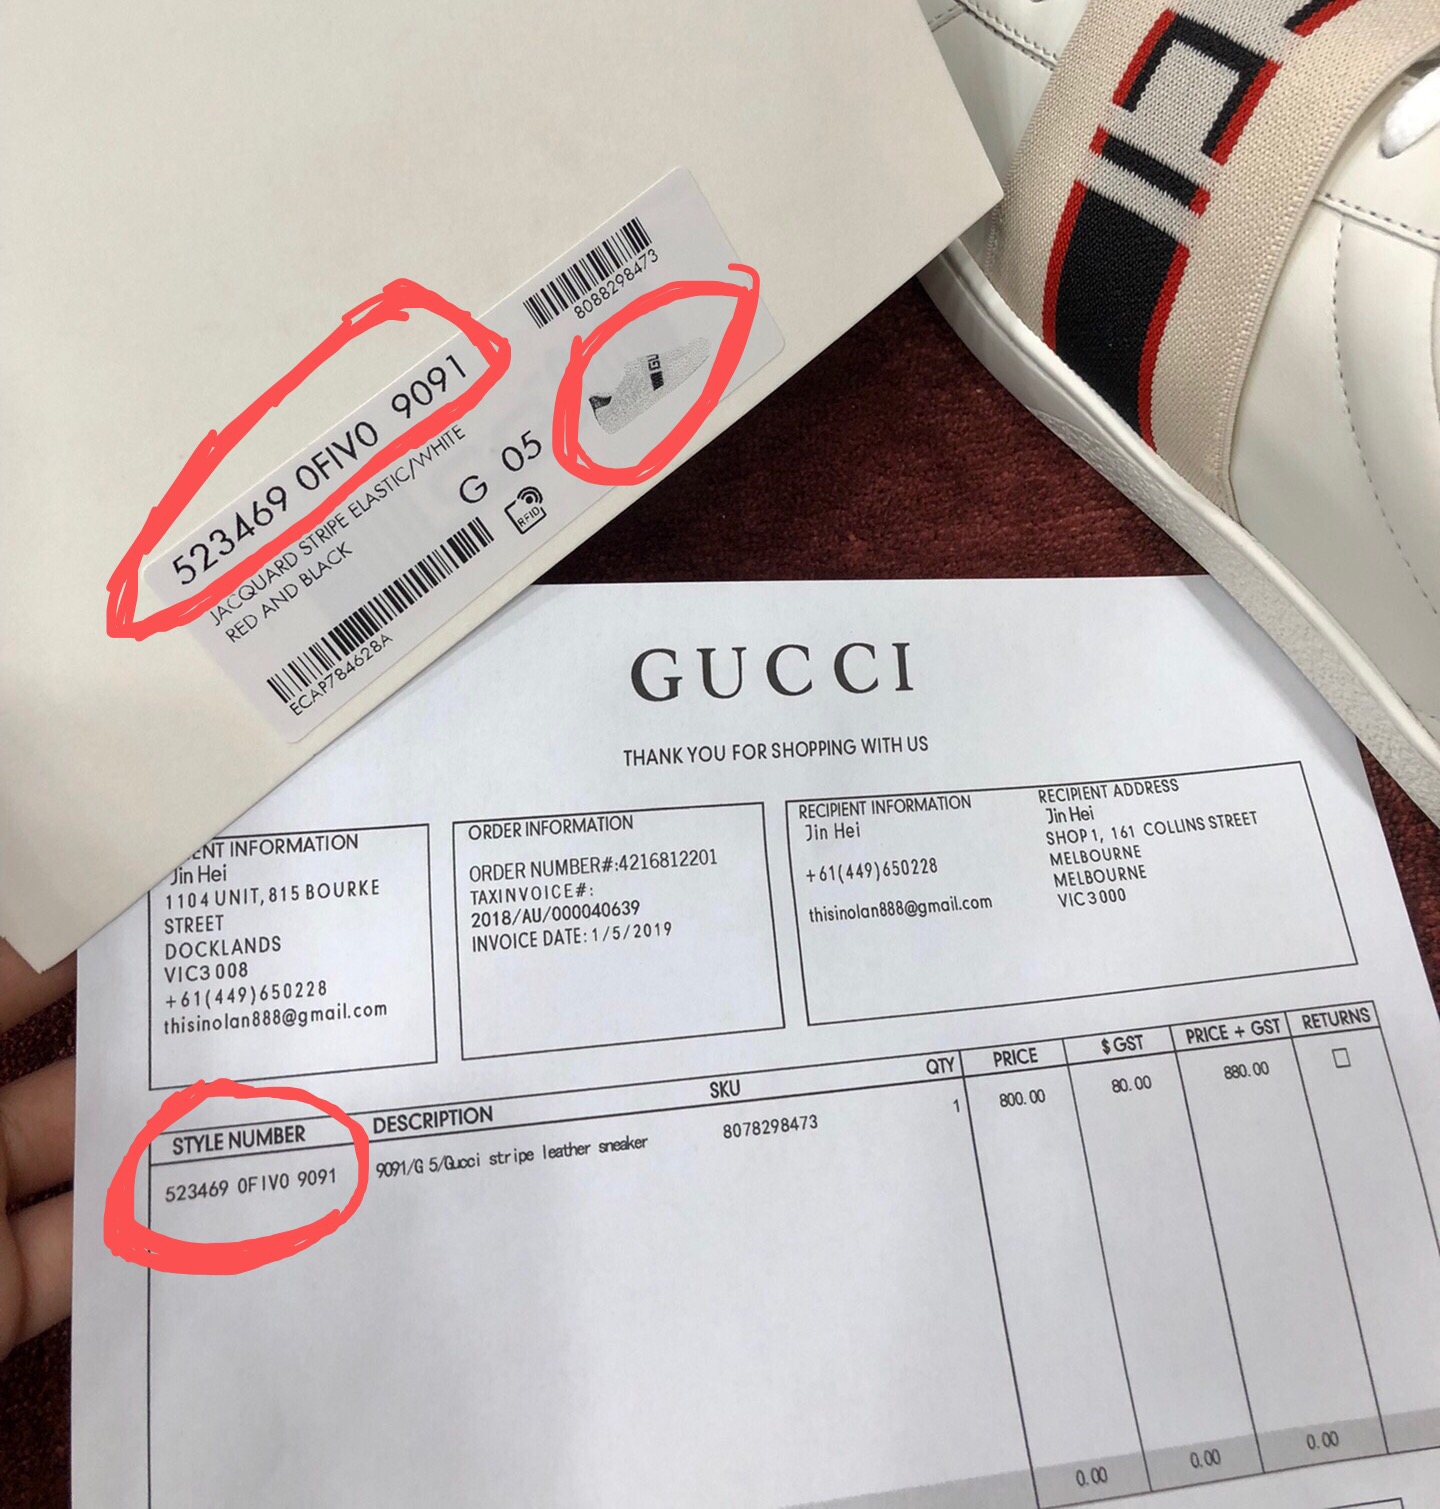 8088298473
523469 0FIV0 9091
JACQUARD STRIPE ELASTIC/WHITE
RED AND BLACK
G 05
RFID
ECAP784628A
GUCCI
THANK YOU FOR SHOPPING WITH US
INFORMATION
Jin Hei
1104 UNIT, 815 BOURKE
STREET
DOCKLANDS
VIC3 008
+61(449)650228
thisinolan888@gmail.com
ORDER INFORMATION
ORDER NUMBER#:4216812201
TAXINVOICE#:
2018/AU/000040639
INVOICE DATE: 1/5/2019
RECIPIENT INFORMATION
Jin Hei
+61(449)650228
thisinolan888@gmail.com
RECIPIENT ADDRESS
Jin Hei
SHOP 1, 161 COLLINS STREET
MELBOURNE
MELBOURNE
VIC 3000
STYLE NUMBER DESCRIPTION SKU QTY PRICE $ GST PRICE + GST RETURNS
523469 0FIV0 9091 9091/G 5/Gucci stripe leather sneaker 8078298473 1 800.00 80.00 880.00
0.00 0.00 0.00